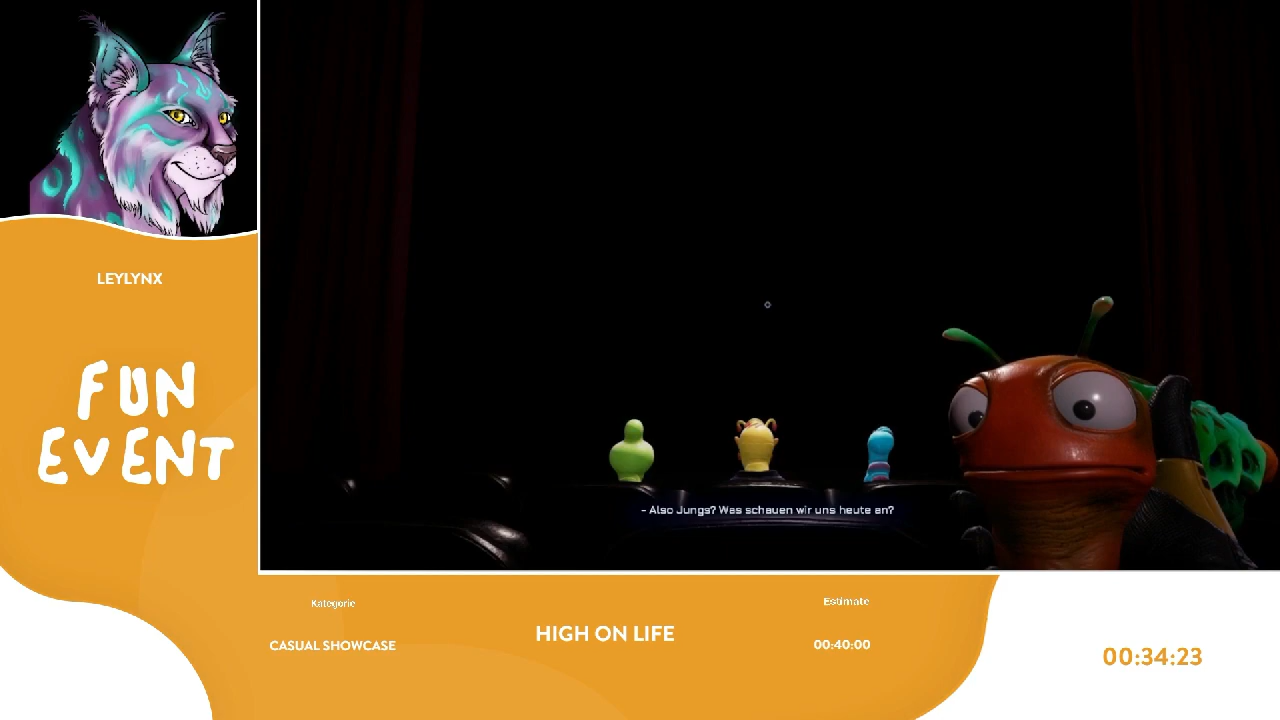 LEYLYNX
FUN
EVENT
- Also Jungs? Was schauen wir uns heute an?
Kategorie
CASUAL SHOWCASE
HIGH ON LIFE
Estimate
00:40:00
00:34:23